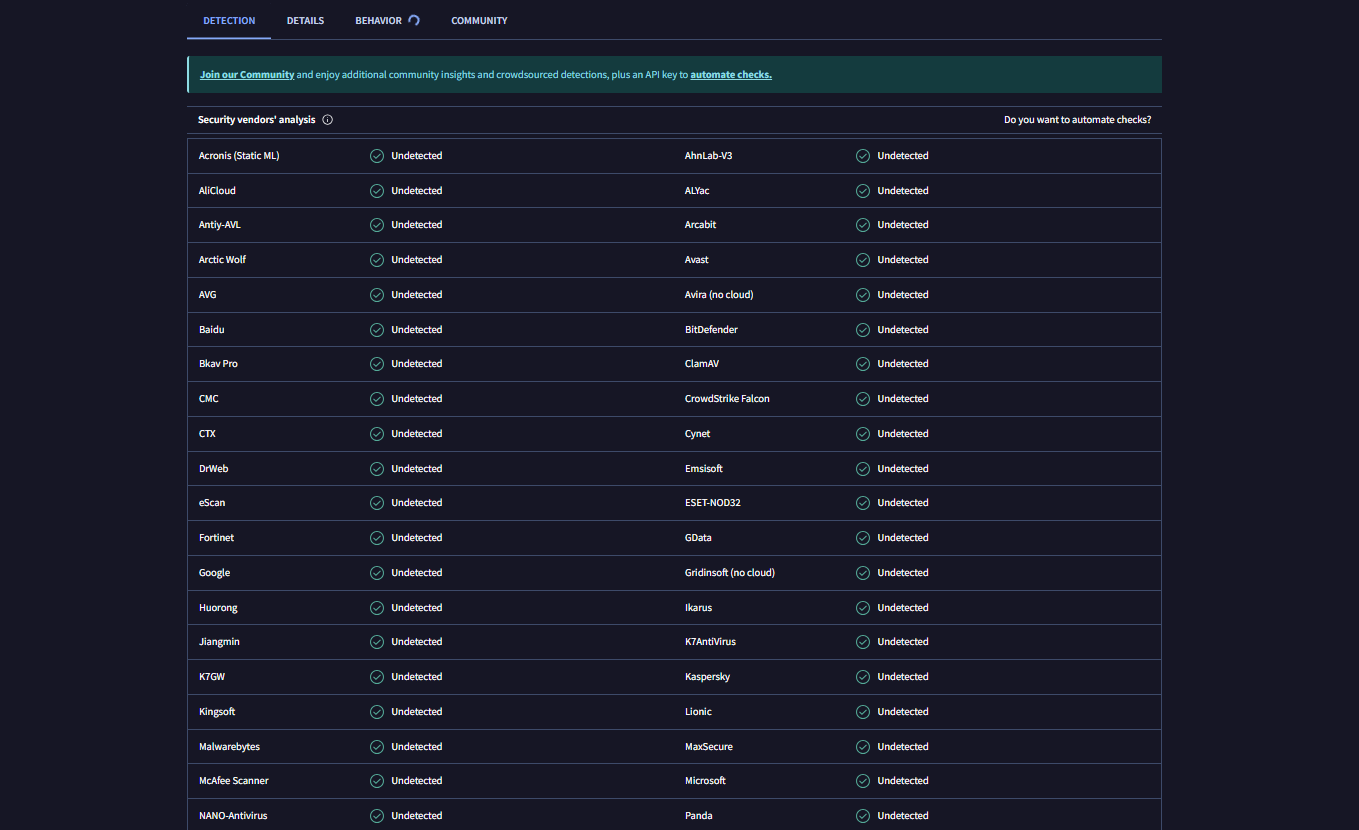 DETECTION DETAILS BEHAVIOR COMMUNITY
Join our Community and enjoy additional community insights and crowdsourced detections, plus an API key to automate checks.
Security vendors' analysis Do you want to automate checks?
Acronis (Static ML) Undetected AhnLab-V3 Undetected
AliCloud Undetected ALYac Undetected
Antiy-AVL Undetected Arcabit Undetected
Arctic Wolf Undetected Avast Undetected
AVG Undetected Avira (no cloud) Undetected
Baidu Undetected BitDefender Undetected
Bkav Pro Undetected ClamAV Undetected
CMC Undetected CrowdStrike Falcon Undetected
CTX Undetected Cynet Undetected
DrWeb Undetected Emsisoft Undetected
eScan Undetected ESET-NOD32 Undetected
Fortinet Undetected GData Undetected
Google Undetected Gridinsoft (no cloud) Undetected
Huorong Undetected Ikarus Undetected
Jiangmin Undetected K7AntiVirus Undetected
K7GW Undetected Kaspersky Undetected
Kingsoft Undetected Lionic Undetected
Malwarebytes Undetected MaxSecure Undetected
McAfee Scanner Undetected Microsoft Undetected
NANO-Antivirus Undetected Panda Undetected